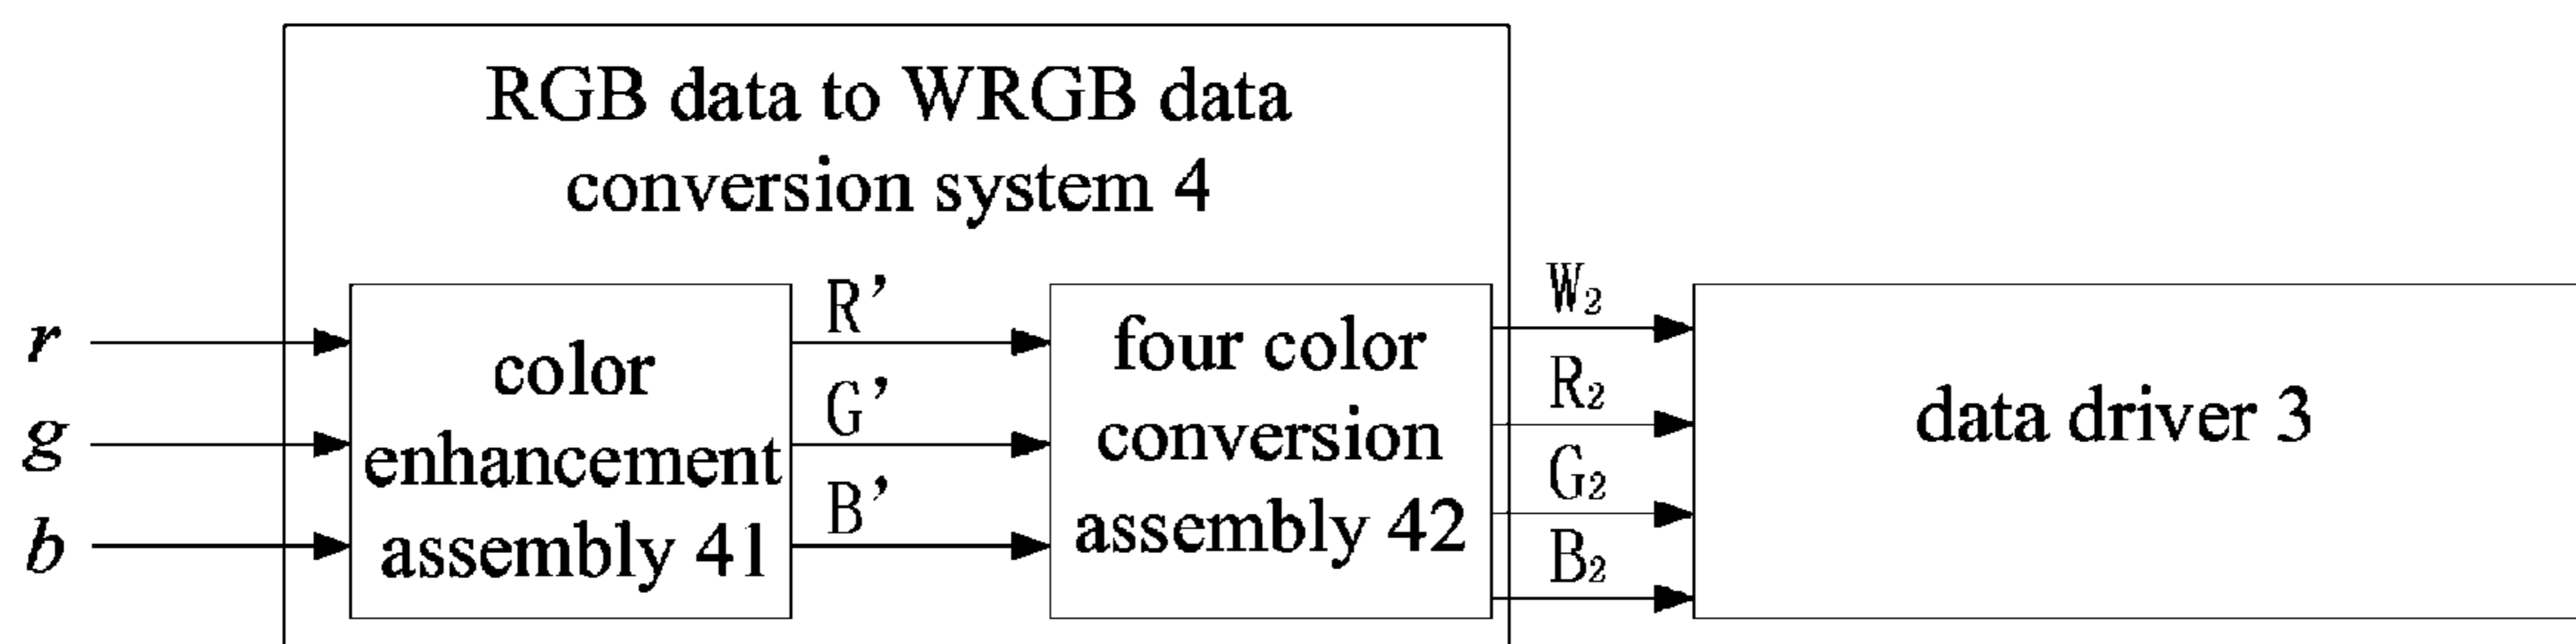 RGB data to WRGB data
conversion system 4
r
g
b
color
enhancement
assembly 41
R’
G’
B’
four color
conversion
assembly 42
W₂
R₂
G₂
B₂
data driver 3